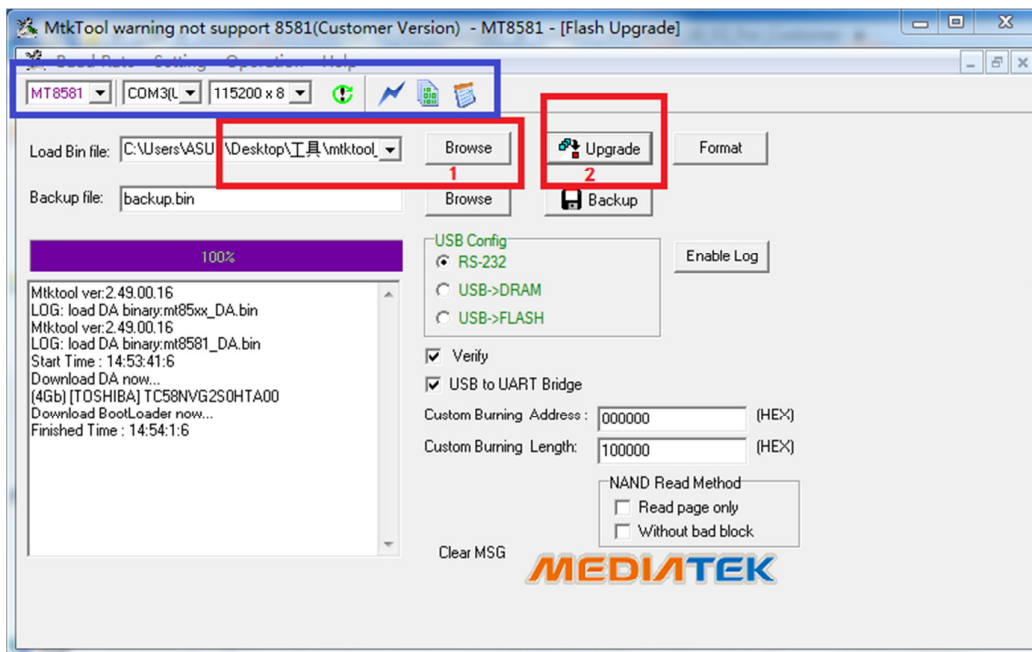 MtkTool warning not support 8581(Customer Version) - MT8581 - [Flash Upgrade]
Baud Rate Setting Operation Help
MT8581 COM3(L 115200 x 8
Load Bin file: C:\Users\ASU \Desktop\工具\mtktool_ Browse Upgrade Format
1 2
Backup file: backup.bin Browse Backup
100%
USB Config
RS-232 Enable Log
USB->DRAM
USB->FLASH
Mtktool ver:2.49.00.16
LOG: load DA binary:mt85xx_DA.bin
Mtktool ver:2.49.00.16
LOG: load DA binary:mt8581_DA.bin
Start Time : 14:53:41:6
Download DA now...
(4Gb) [TOSHIBA] TC58NVG2S0HTA00
Download BootLoader now...
Finished Time : 14:54:1:6
Verify
USB to UART Bridge
Custom Burning Address : 000000 (HEX)
Custom Burning Length: 100000 (HEX)
NAND Read Method
Read page only
Without bad block
Clear MSG
MEDIATEK